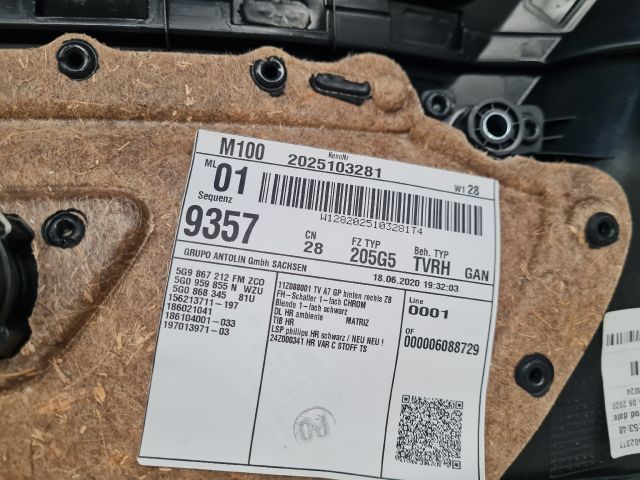 M100
KennNr
2025103281
W1 28
ML
01
Sequenz
9357
W1282025103281T4
CN
28
FZ TYP
205G5
Beh. TYP
TVRH
GAN
GRUPO ANTOLIN GmbH SACHSEN
18.06.2020 19:32:03
5G9 867 212 FM ZCO
5G0 959 855 N WZU
5G0 868 345 81U
156213711-197
186021041
186104001-033
197013971-03
11Z088001 TV A7 GP hinten rechts ZB
FH-Schalter 1-fach CHROM
Blende 1-fach schwarz
DL HR ambiente MATRIZ
TIB HR
LSP phillips HR schwarz / NEU NEU !
24Z000341 HR VAR C STOFF TS
Line
0001
OF
000006088729